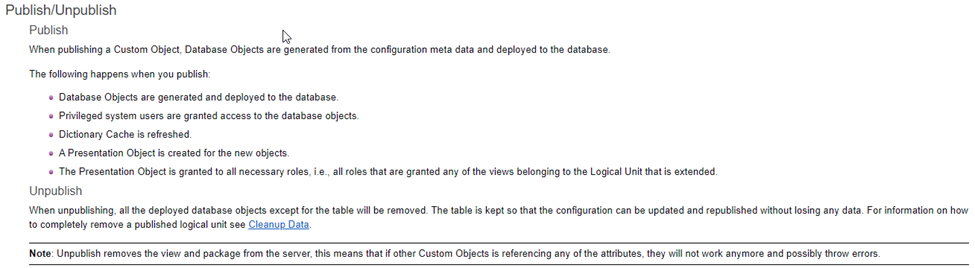 Publish/Unpublish
Publish
When publishing a Custom Object, Database Objects are generated from the configuration meta data and deployed to the database.
The following happens when you publish:
Database Objects are generated and deployed to the database.
Privileged system users are granted access to the database objects.
Dictionary Cache is refreshed.
A Presentation Object is created for the new objects.
The Presentation Object is granted to all necessary roles, i.e., all roles that are granted any of the views belonging to the Logical Unit that is extended.
Unpublish
When unpublishing, all the deployed database objects except for the table will be removed. The table is kept so that the configuration can be updated and republished without losing any data. For information on how
to completely remove a published logical unit see Cleanup Data.
Note: Unpublish removes the view and package from the server, this means that if other Custom Objects is referencing any of the attributes, they will not work anymore and possibly throw errors.